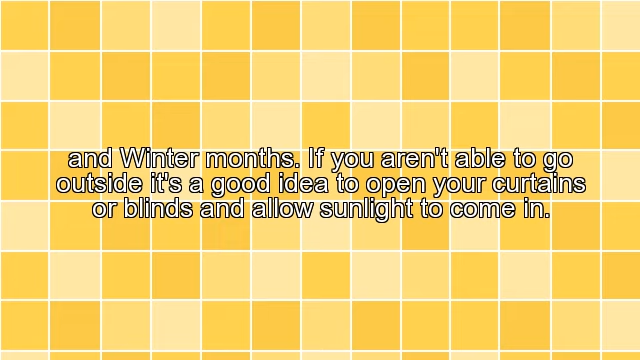 and Winter months. If you aren't able to go
outside it's a good idea to open your curtains
or blinds and allow sunlight to come in.